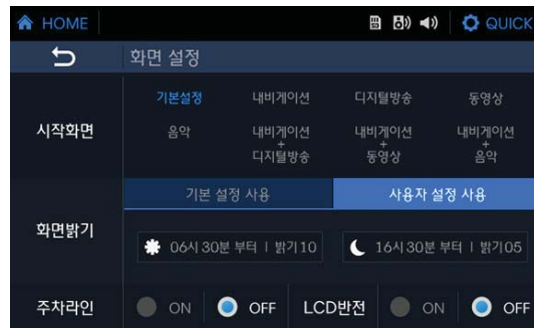 HOME QUICK
화면 설정
시작화면
기본설정 내비게이션 디지털방송 동영상
음악 내비게이션 + 디지털방송 내비게이션 + 동영상 내비게이션 + 음악
기본 설정 사용 사용자 설정 사용
화면밝기
06시 30분 부터 | 밝기10 16시 30분 부터 | 밝기05
주차라인 ON OFF LCD반전 ON OFF